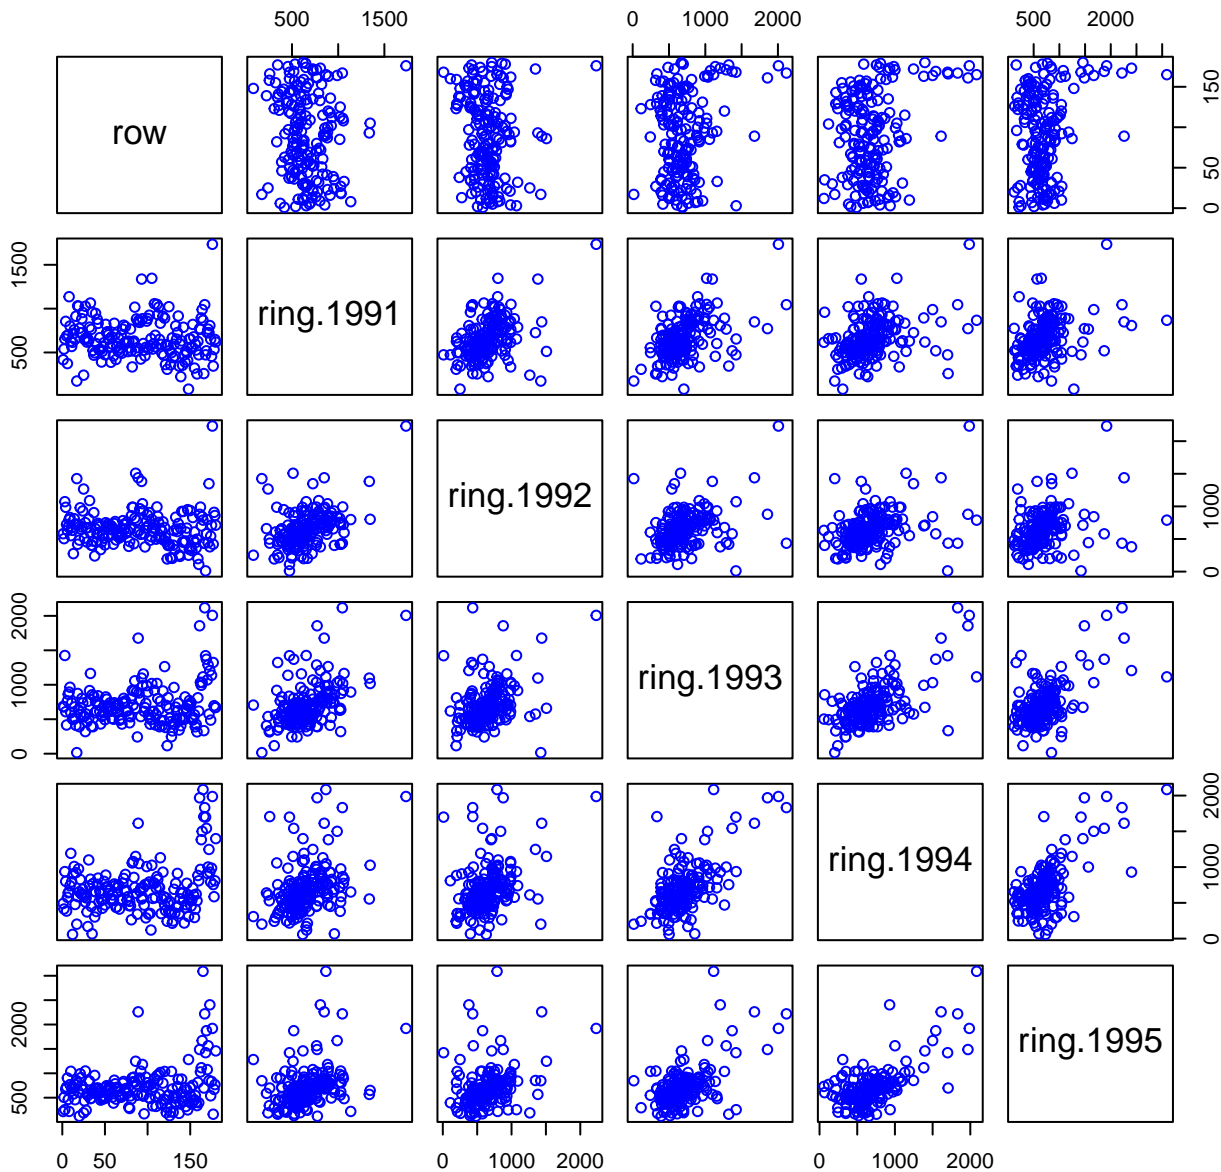 500 1500 0 1000 2000 500 2000
row 0 50 150
500 1500 ring.1991
ring.1992 0 1000
0 1000 2000 ring.1993
ring.1994 0 1000 2000
500 2000 ring.1995
0 50 150 0 1000 2000 0 1000 2000